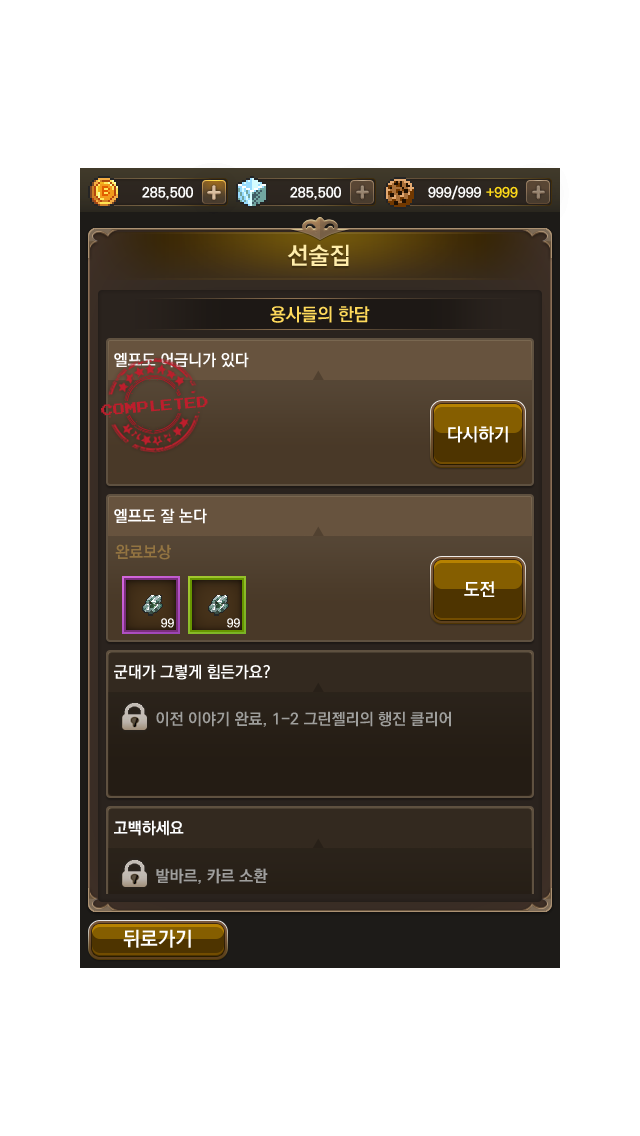 285,500
285,500
999/999 +999
선술집
용사들의 한담
엘프도 어금니가 있다
COMPLETED
다시하기
엘프도 잘 논다
완료보상
99
99
도전
군대가 그렇게 힘든가요?
이전 이야기 완료, 1-2 그린젤리의 행진 클리어
고백하세요
발바르, 카르 소환
뒤로가기